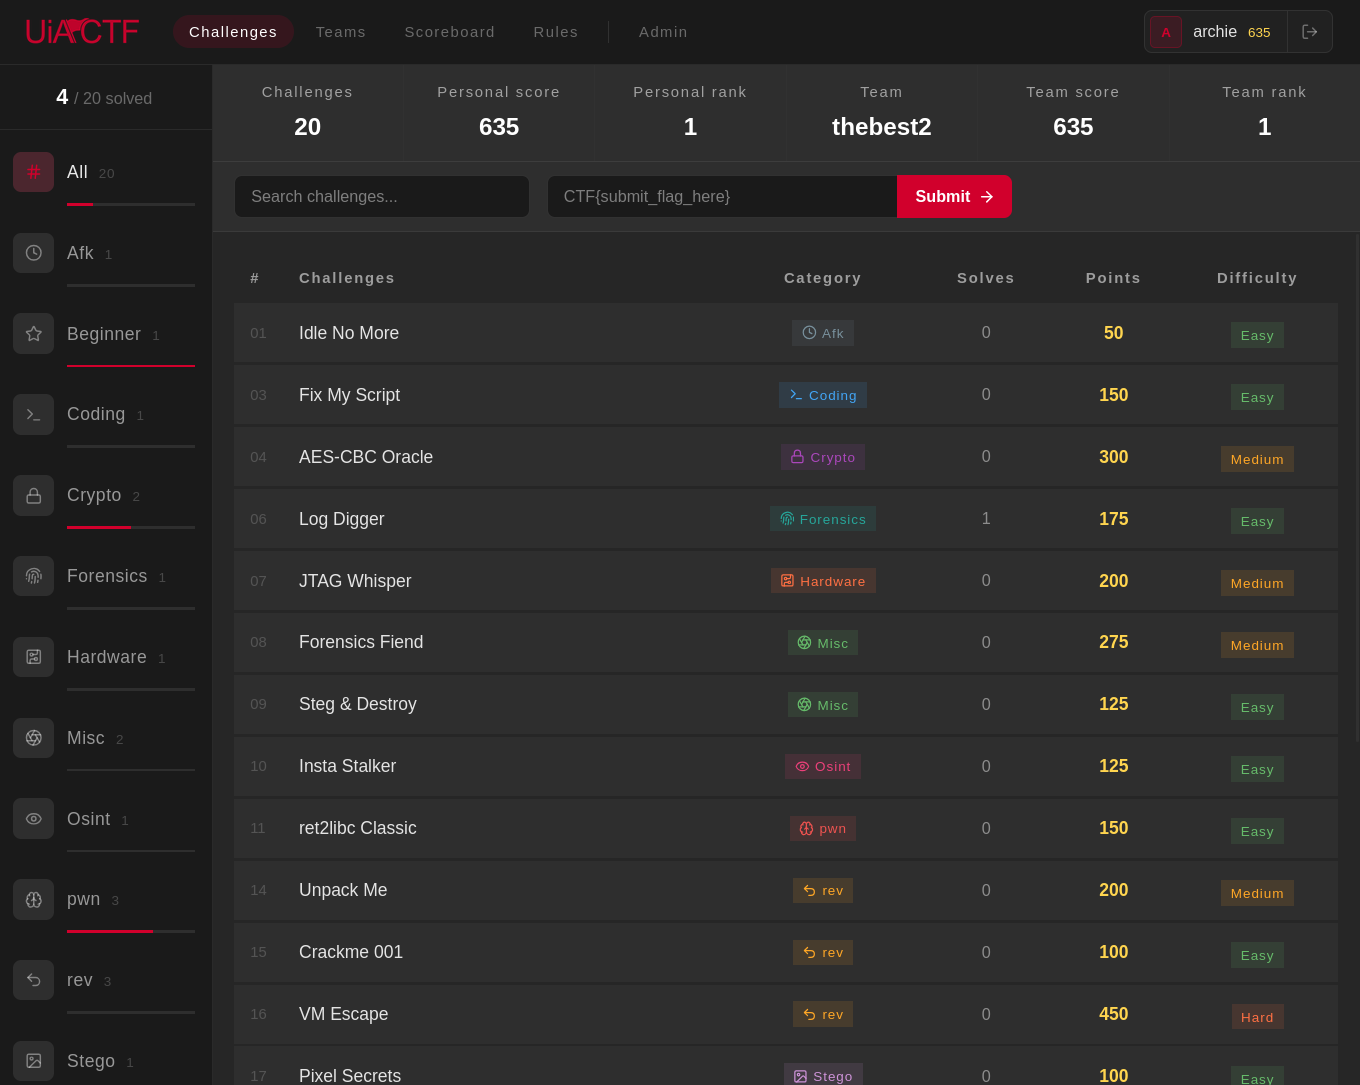 UiACTF
Challenges
Teams
Scoreboard
Rules
Admin
A
archie 635
4 / 20 solved
All 20
Afk 1
Beginner 1
Coding 1
Crypto 2
Forensics 1
Hardware 1
Misc 2
Osint 1
pwn 3
rev 3
Stego 1
Challenges
20
Personal score
635
Personal rank
1
Team
thebest2
Team score
635
Team rank
1
Search challenges...
CTF{submit_flag_here}
Submit
# Challenges Category Solves Points Difficulty
01 Idle No More Afk 0 50 Easy
03 Fix My Script Coding 0 150 Easy
04 AES-CBC Oracle Crypto 0 300 Medium
06 Log Digger Forensics 1 175 Easy
07 JTAG Whisper Hardware 0 200 Medium
08 Forensics Fiend Misc 0 275 Medium
09 Steg & Destroy Misc 0 125 Easy
10 Insta Stalker Osint 0 125 Easy
11 ret2libc Classic pwn 0 150 Easy
14 Unpack Me rev 0 200 Medium
15 Crackme 001 rev 0 100 Easy
16 VM Escape rev 0 450 Hard
17 Pixel Secrets Stego 0 100 Easy